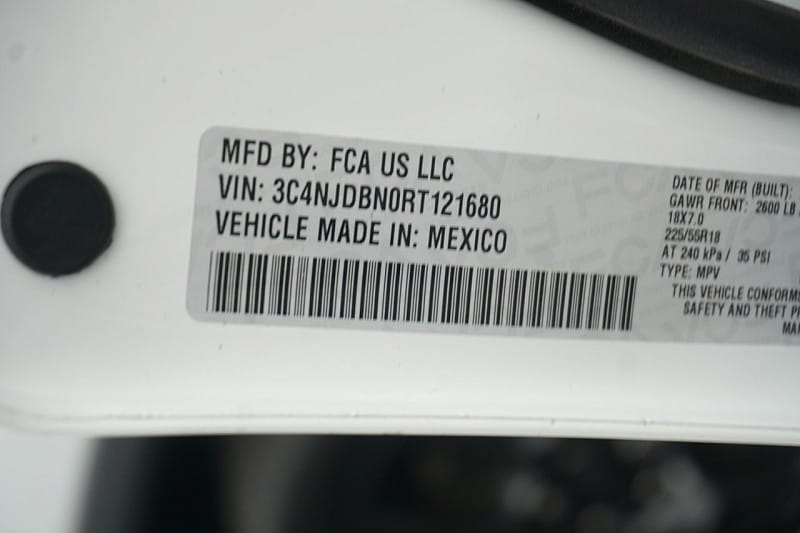 MFD BY: FCA US LLC
VIN: 3C4NJDBN0RT121680
VEHICLE MADE IN: MEXICO
DATE OF MFR (BUILT):
GAWR FRONT: 2600 LB
18X7.0
225/55R18
AT 240 kPa / 35 PSI
TYPE: MPV
THIS VEHICLE CONFORMS
SAFETY AND THEFT